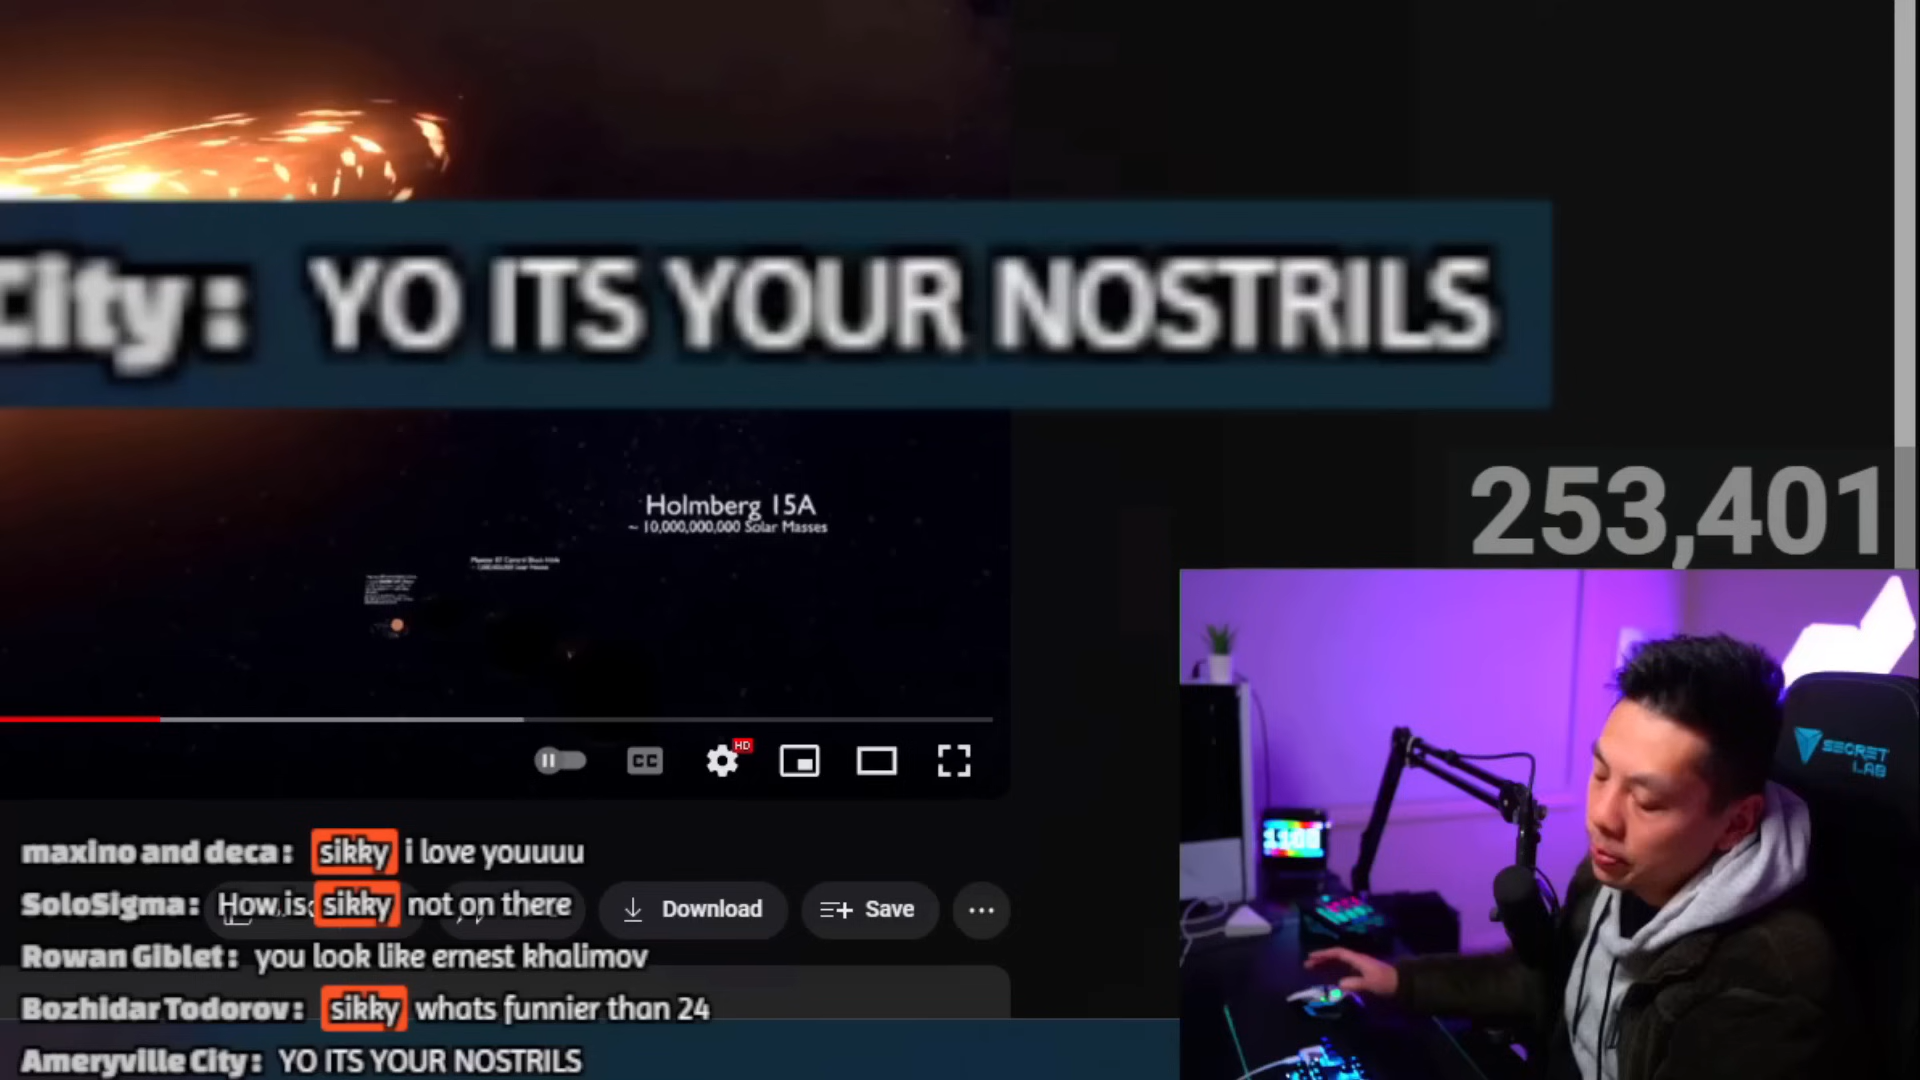 City: YO ITS YOUR NOSTRILS
Holmberg 15A
~ 10,000,000,000 Solar Masses
253,401
HD
CC
SECRET
LAB
maxino and deca: sikky i love youuuu
SoloSigma: How is sikky not on there
Download
Save
Rowan Giblet: you look like ernest khalimov
Bozhidar Todorov: sikky whats funnier than 24
Ameryville City: YO ITS YOUR NOSTRILS